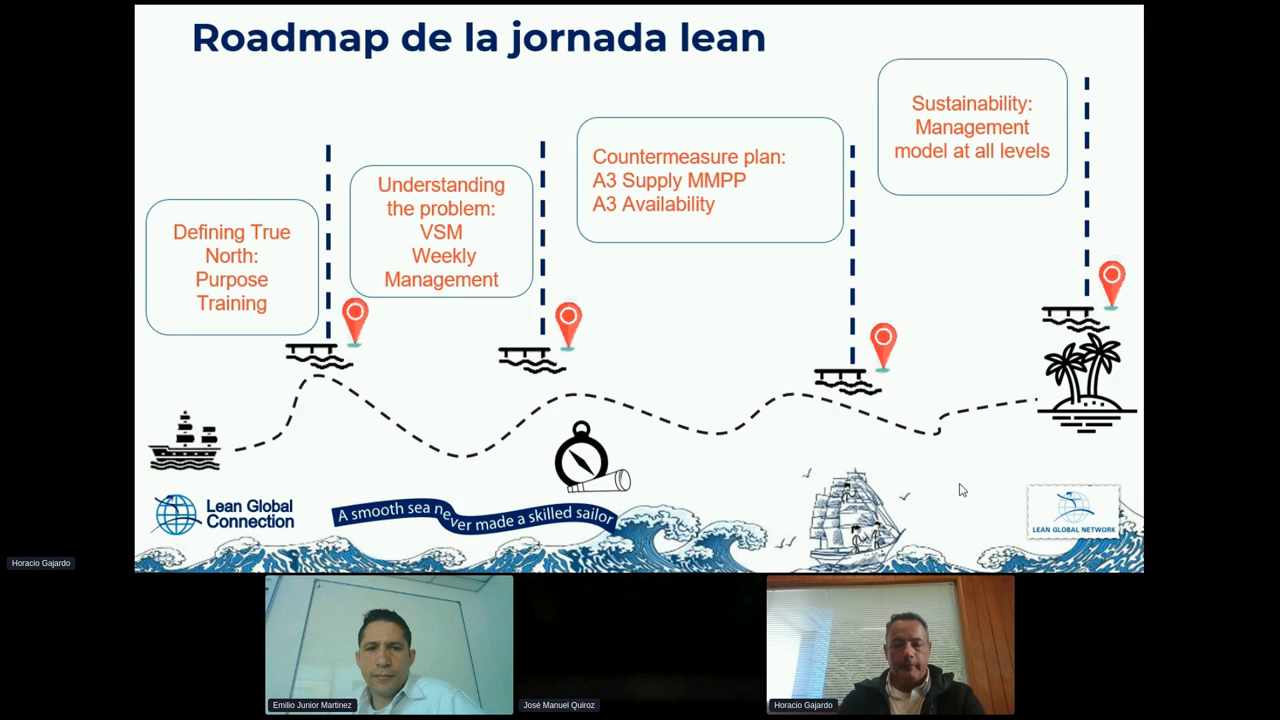 Roadmap de la jornada lean
Defining True
North:
Purpose
Training
Understanding
the problem:
VSM
Weekly
Management
Countermeasure plan:
A3 Supply MMPP
A3 Availability
Sustainability:
Management
model at all levels
Lean Global
Connection
A smooth sea never made a skilled sailor
LEAN GLOBAL NETWORK
Horacio Gajardo
Emilio Junior Martinez
José Manuel Quiroz
Horacio Gajardo